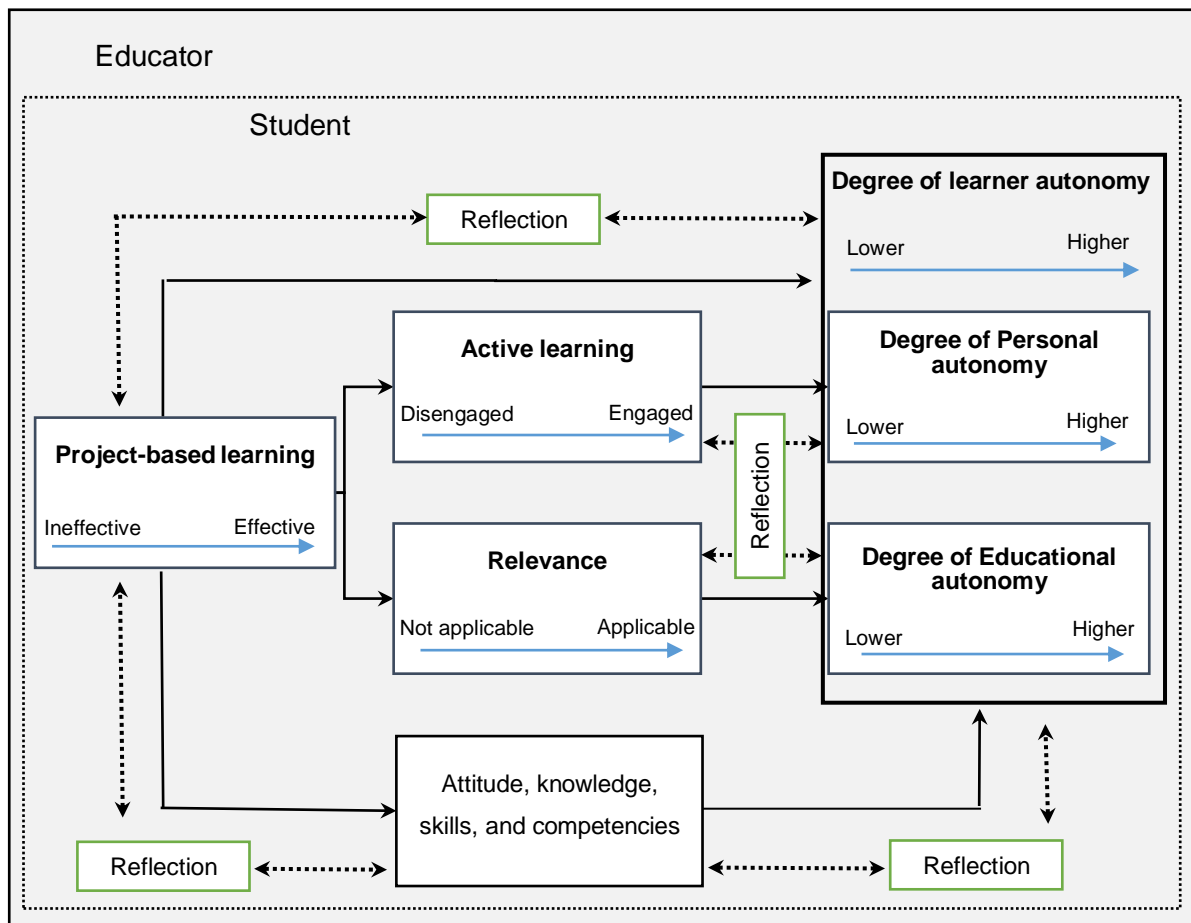 Educator
Student
Reflection
Degree of learner autonomy
Lower
Higher
Active learning
Disengaged
Engaged
Degree of Personal
autonomy
Lower
Higher
Project-based learning
Ineffective
Effective
Reflection
Relevance
Not applicable
Applicable
Degree of Educational
autonomy
Lower
Higher
Attitude, knowledge,
skills, and competencies
Reflection
Reflection